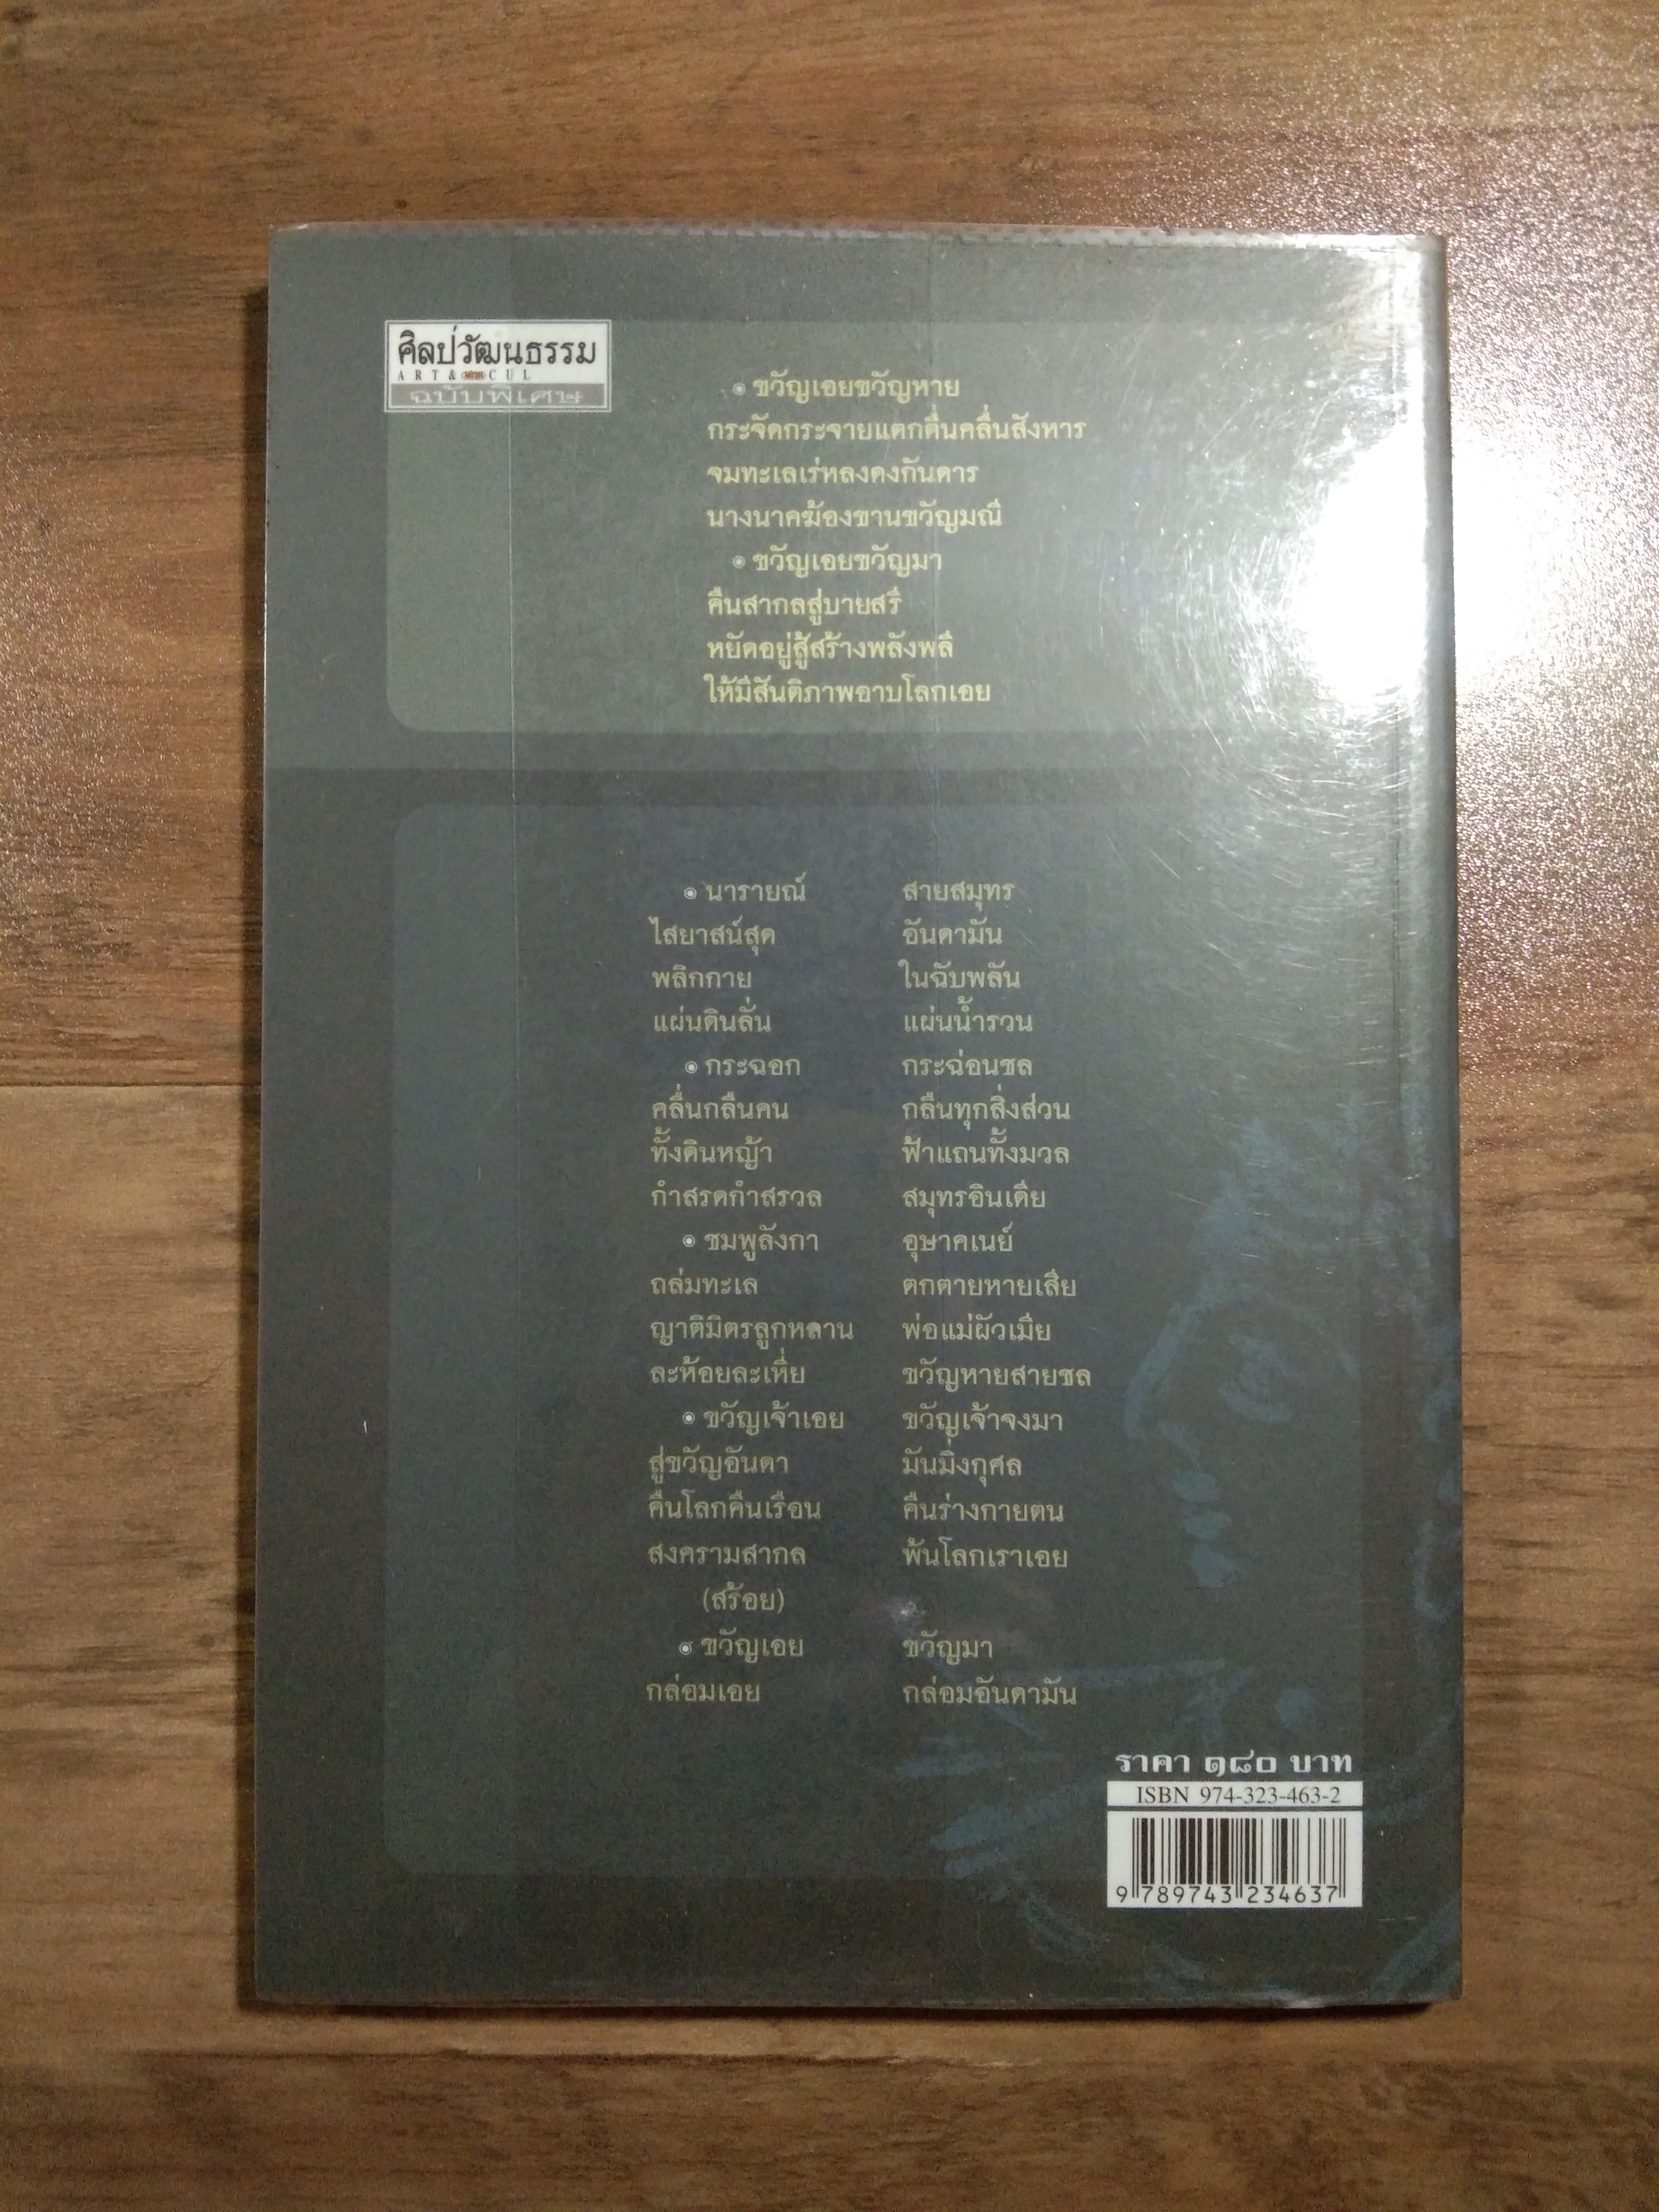 ศิลปวัฒนธรรม
ART & CUL
ฉบับพิเศษ
๏ ขวัญเอยขวัญหาย
กระจัดกระจายแตกตื่นคลื่นสังหาร
จมทะเลเร่หลงดงกันดาร
นางนาคฆ้องขานขวัญมณี
๏ ขวัญเอยขวัญมา
คืนสากลสู่บายสรี
หยัดอยู่สู้สร้างพลังพลี
ให้มีสันติภาพอาบโลกเอย
๏ นารายณ์ สายสมุทร
ไสยาสน์สุด อันดามัน
พลิกกาย ในฉับพลัน
แผ่นดินลั่น แผ่นน้ำรวน
๏ กระฉอก กระฉ่อนชล
คลื่นกลืนคน กลืนทุกสิ่งส่วน
ทั้งดินหญ้า ฟ้าแถนทั้งมวล
กำสรดกำสรวล สมุทรอินเดีย
๏ ชมพูลังกา อุษาคเนย์
ถล่มทะเล ตกตายหายเสีย
ญาติมิตรลูกหลาน พ่อแม่ผัวเมีย
ละห้อยละเหี่ย ขวัญหายสายชล
๏ ขวัญเจ้าเอย ขวัญเจ้าจงมา
สู่ขวัญอันดา มันมิ่งกุศล
คืนโลกคืนเรือน คืนร่างกายตน
สงครามสากล พ้นโลกเราเอย
(สร้อย)
๏ ขวัญเอย ขวัญมา
กล่อมเอย กล่อมอันดามัน
ราคา ๑๘๐ บาท
ISBN 974-323-463-2
9 789743 234637